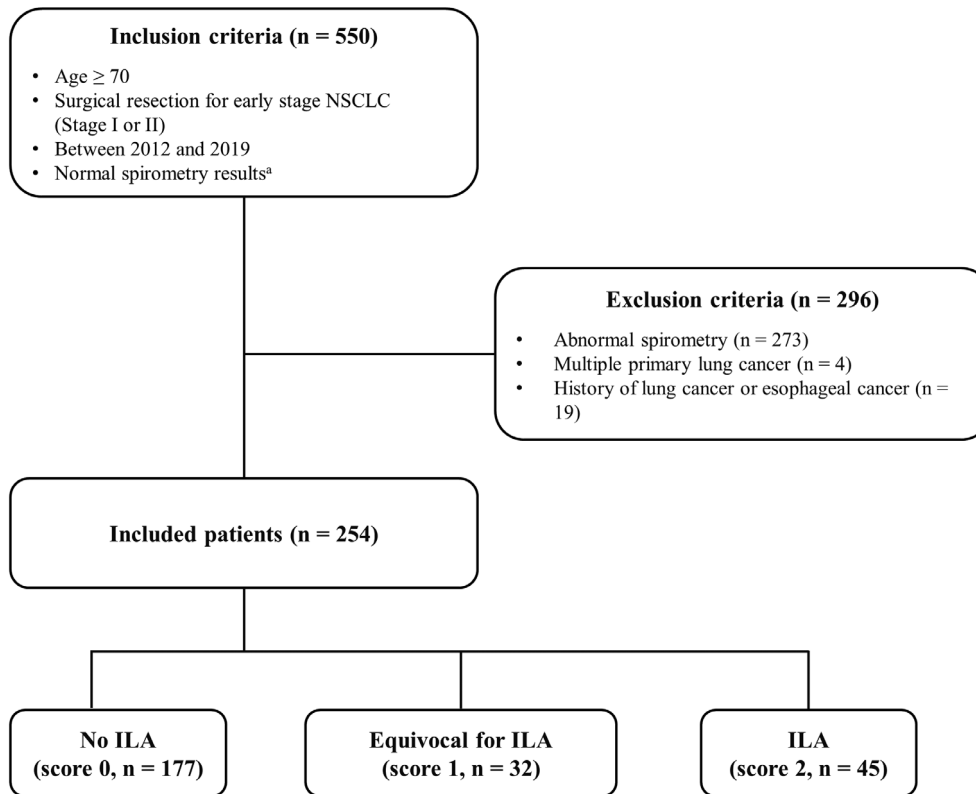 Inclusion criteria (n = 550)
• Age ≥ 70
• Surgical resection for early stage NSCLC
(Stage I or II)
• Between 2012 and 2019
• Normal spirometry resultsᵃ
Exclusion criteria (n = 296)
• Abnormal spirometry (n = 273)
• Multiple primary lung cancer (n = 4)
• History of lung cancer or esophageal cancer (n =
19)
Included patients (n = 254)
No ILA
(score 0, n = 177)
Equivocal for ILA
(score 1, n = 32)
ILA
(score 2, n = 45)